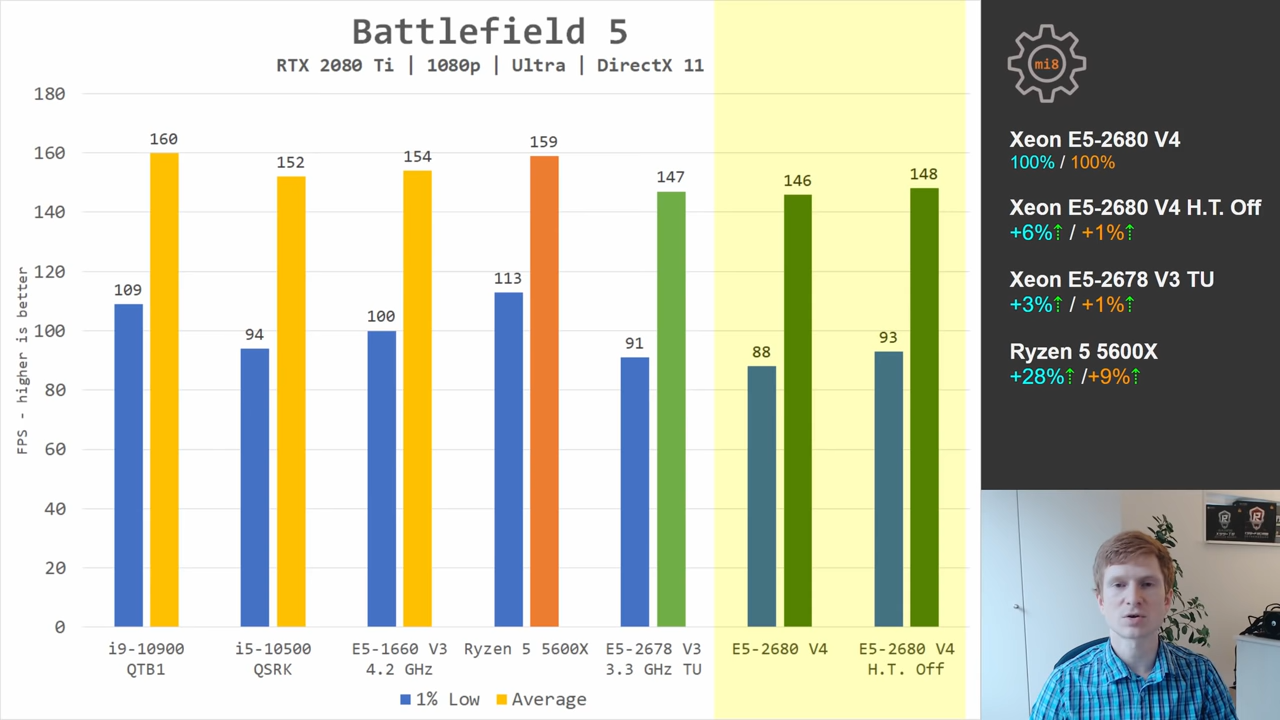 Battlefield 5
RTX 2080 Ti | 1080p | Ultra | DirectX 11
FPS - higher is better
180
160
140
120
100
80
60
40
20
0
109
160
94
152
100
154
113
159
91
147
88
146
93
148
i9-10900
QTB1
i5-10500
QSRK
E5-1660 V3
4.2 GHz
Ryzen 5 5600X
E5-2678 V3
3.3 GHz TU
E5-2680 V4
E5-2680 V4
H.T. Off
1% Low
Average
mi8
Xeon E5-2680 V4
100% / 100%
Xeon E5-2680 V4 H.T. Off
+6%⇡ / +1%⇡
Xeon E5-2678 V3 TU
+3%⇡ / +1%⇡
Ryzen 5 5600X
+28%⇡ /+9%⇡